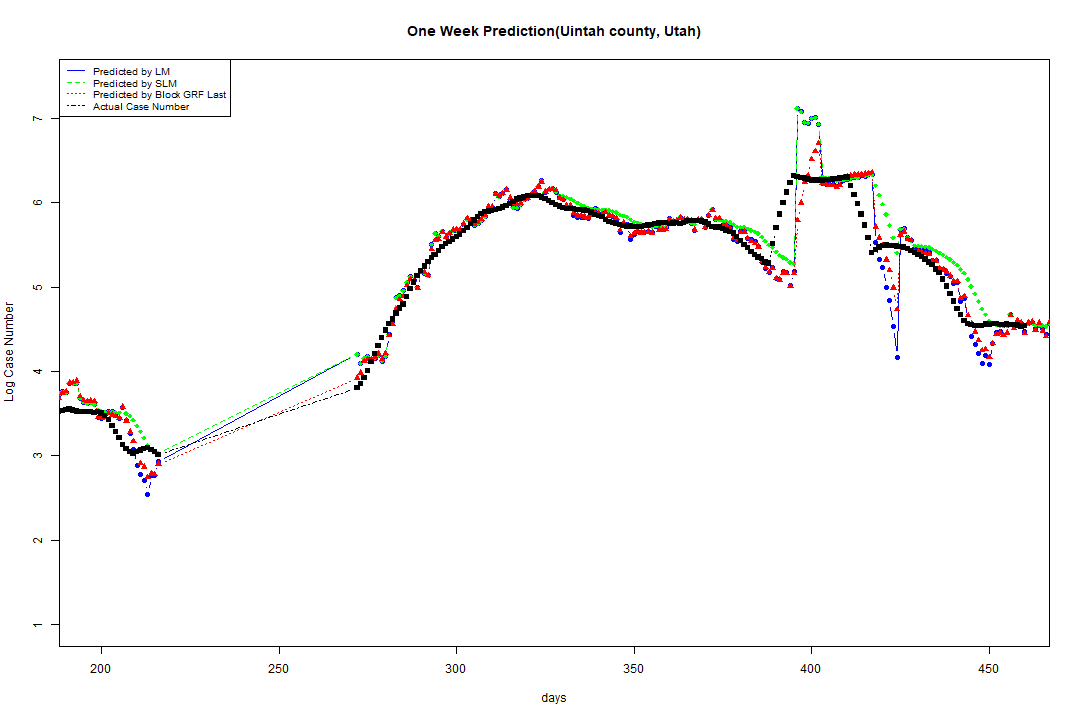 One Week Prediction(Uintah county, Utah)
Predicted by LM
Predicted by SLM
Predicted by Block GRF Last
Actual Case Number
Log Case Number
7
6
5
4
3
2
1
200 250 300 350 400 450
days